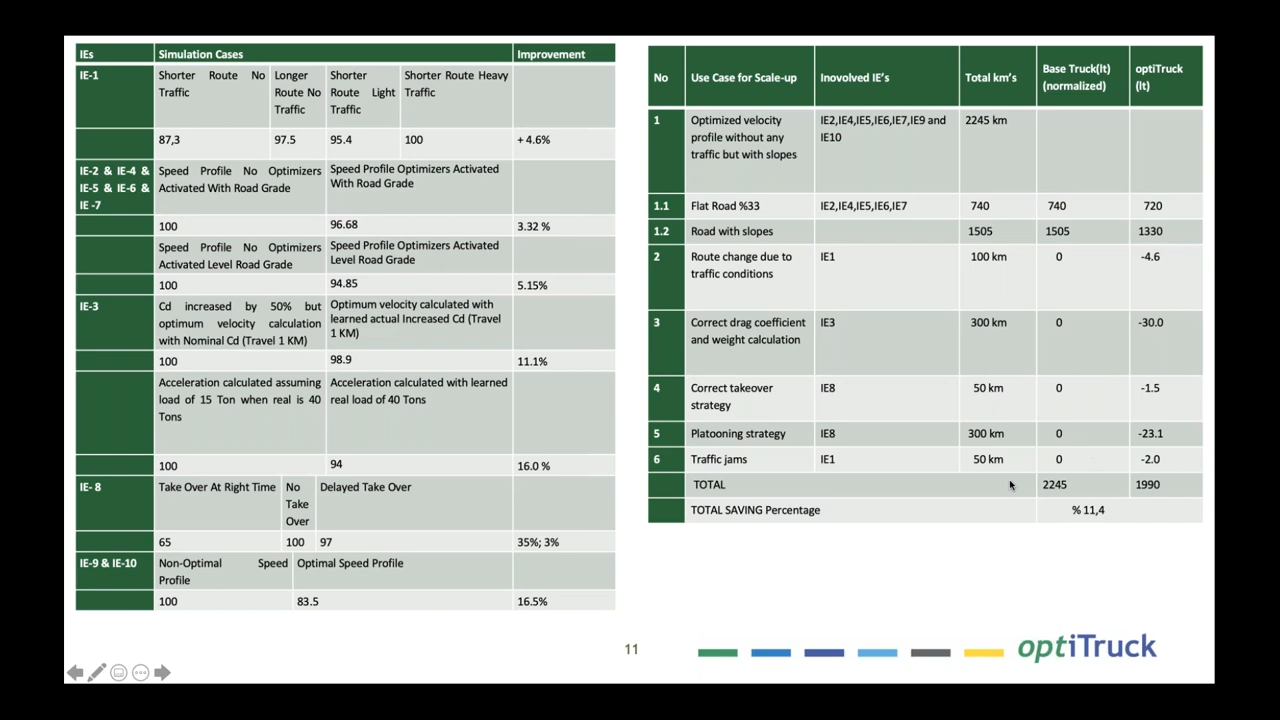 IEs Simulation Cases Improvement
IE-1 Shorter Route No Longer Shorter Shorter Route Heavy
Traffic Route No Route Light Traffic
Traffic Traffic
87,3 97.5 95.4 100 + 4.6%
IE-2 & IE-4 & Speed Profile No Optimizers Speed Profile Optimizers Activated
IE-5 & IE-6 & Activated With Road Grade With Road Grade
IE -7
100 96.68 3.32 %
Speed Profile No Optimizers Speed Profile Optimizers Activated
Activated Level Road Grade Level Road Grade
100 94.85 5.15%
IE-3 Cd increased by 50% but Optimum velocity calculated with
optimum velocity calculation learned actual Increased Cd (Travel
with Nominal Cd (Travel 1 KM) 1 KM)
100 98.9 11.1%
Acceleration calculated assuming Acceleration calculated with learned
load of 15 Ton when real is 40 real load of 40 Tons
Tons
100 94 16.0 %
IE- 8 Take Over At Right Time No Delayed Take Over
Take
Over
65 100 97 35%; 3%
IE-9 & IE-10 Non-Optimal Speed Optimal Speed Profile
Profile
100 83.5 16.5%
No Use Case for Scale-up Inovolved IE's Total km's Base Truck(lt) optiTruck
(normalized) (lt)
1 Optimized velocity IE2,IE4,IE5,IE6,IE7,IE9 and 2245 km
profile without any IE10
traffic but with slopes
1.1 Flat Road %33 IE2,IE4,IE5,IE6,IE7 740 740 720
1.2 Road with slopes 1505 1505 1330
2 Route change due to IE1 100 km 0 -4.6
traffic conditions
3 Correct drag coefficient IE3 300 km 0 -30.0
and weight calculation
4 Correct takeover IE8 50 km 0 -1.5
strategy
5 Platooning strategy IE8 300 km 0 -23.1
6 Traffic jams IE1 50 km 0 -2.0
TOTAL 2245 1990
TOTAL SAVING Percentage % 11,4
11
optiTruck